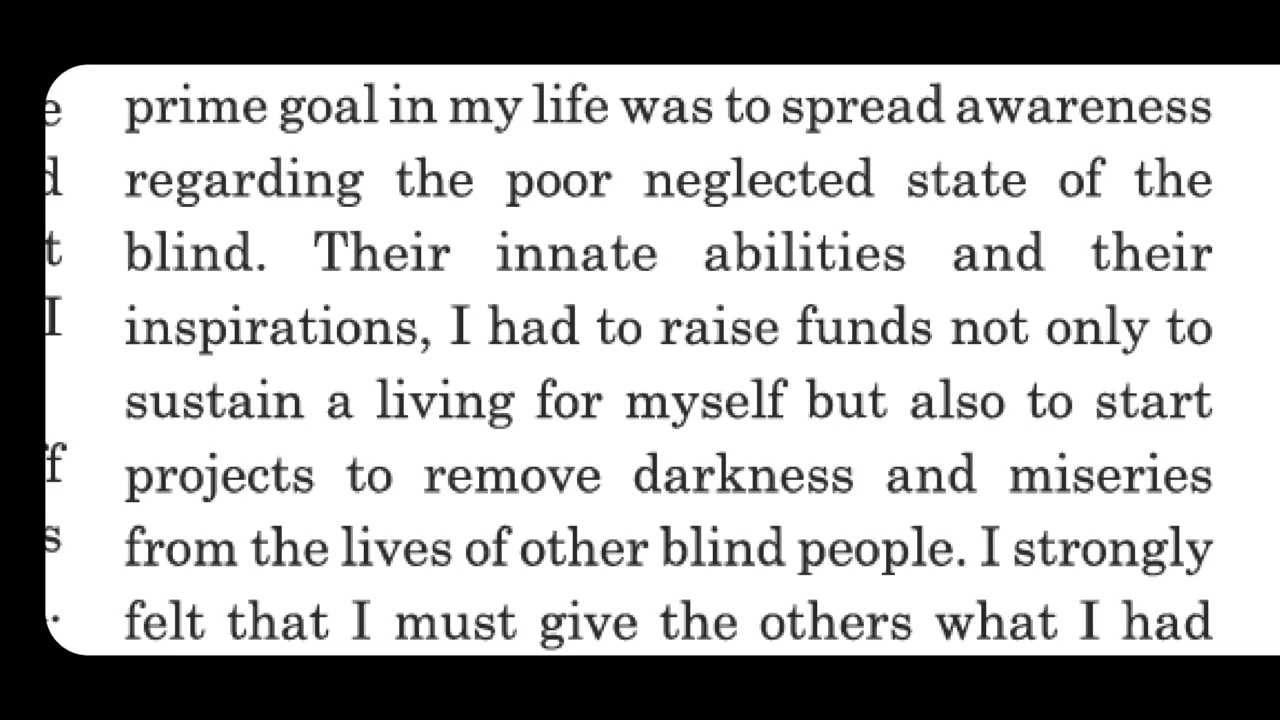 prime goal in my life was to spread awareness
regarding the poor neglected state of the
blind. Their innate abilities and their
inspirations, I had to raise funds not only to
sustain a living for myself but also to start
projects to remove darkness and miseries
from the lives of other blind people. I strongly
felt that I must give the others what I had